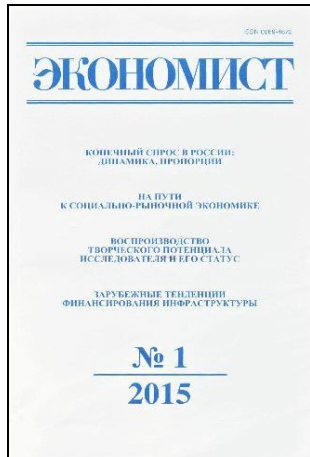 ЭКОНОМИСТ
КОНЕЧНЫЙ СПРОС В РОССИИ:
ДИНАМИКА, ПРОПОРЦИИ
НА ПУТИ
К СОЦИАЛЬНО-РЫНОЧНОЙ ЭКОНОМИКЕ
ВОСПРОИЗВОДСТВО
ТВОРЧЕСКОГО ПОТЕНЦИАЛА
ИССЛЕДОВАТЕЛЯ И ЕГО СТАТУС
ЗАРУБЕЖНЫЕ ТЕНДЕНЦИИ
ФИНАНСИРОВАНИЯ ИНФРАСТРУКТУРЫ
№ 1
2015